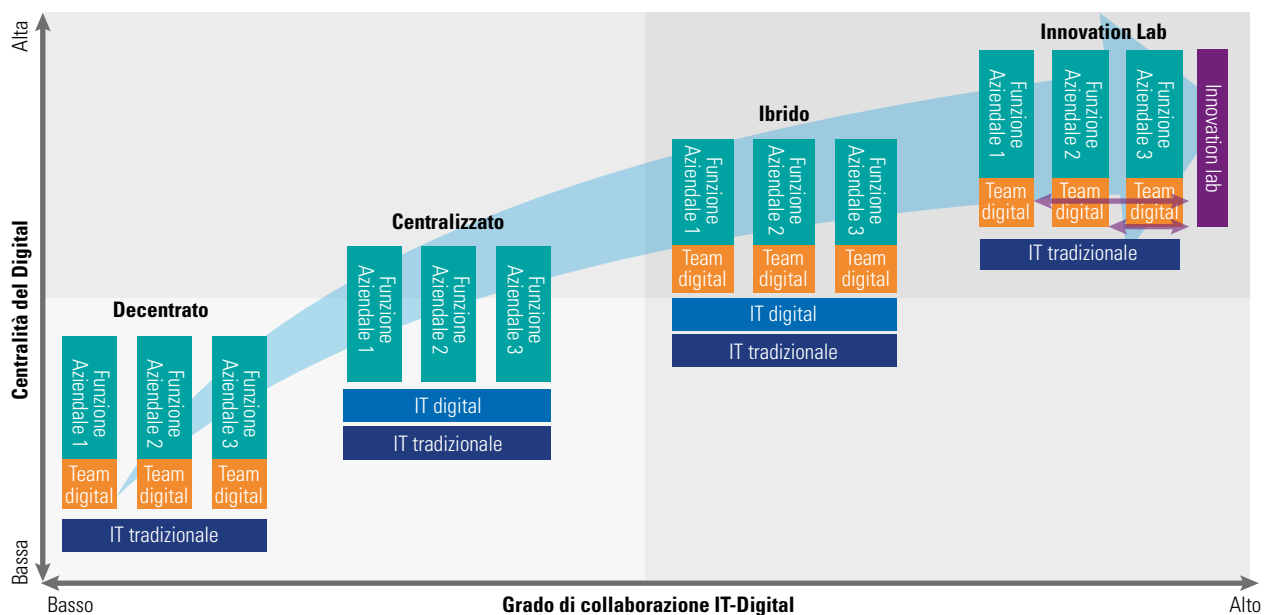 Alta
Centralità del Digital
Bassa
Basso
Grado di collaborazione IT-Digital
Alto
Decentrato
Funzione
Aziendale 1
Funzione
Aziendale 2
Funzione
Aziendale 3
Team
digital
Team
digital
Team
digital
IT tradizionale
Centralizzato
Funzione
Aziendale 1
Funzione
Aziendale 2
Funzione
Aziendale 3
IT digital
IT tradizionale
Ibrido
Funzione
Aziendale 1
Funzione
Aziendale 2
Funzione
Aziendale 3
Team
digital
Team
digital
Team
digital
IT digital
IT tradizionale
Innovation Lab
Funzione
Aziendale 1
Funzione
Aziendale 2
Funzione
Aziendale 3
Team
digital
Team
digital
Team
digital
IT tradizionale
Innovation lab